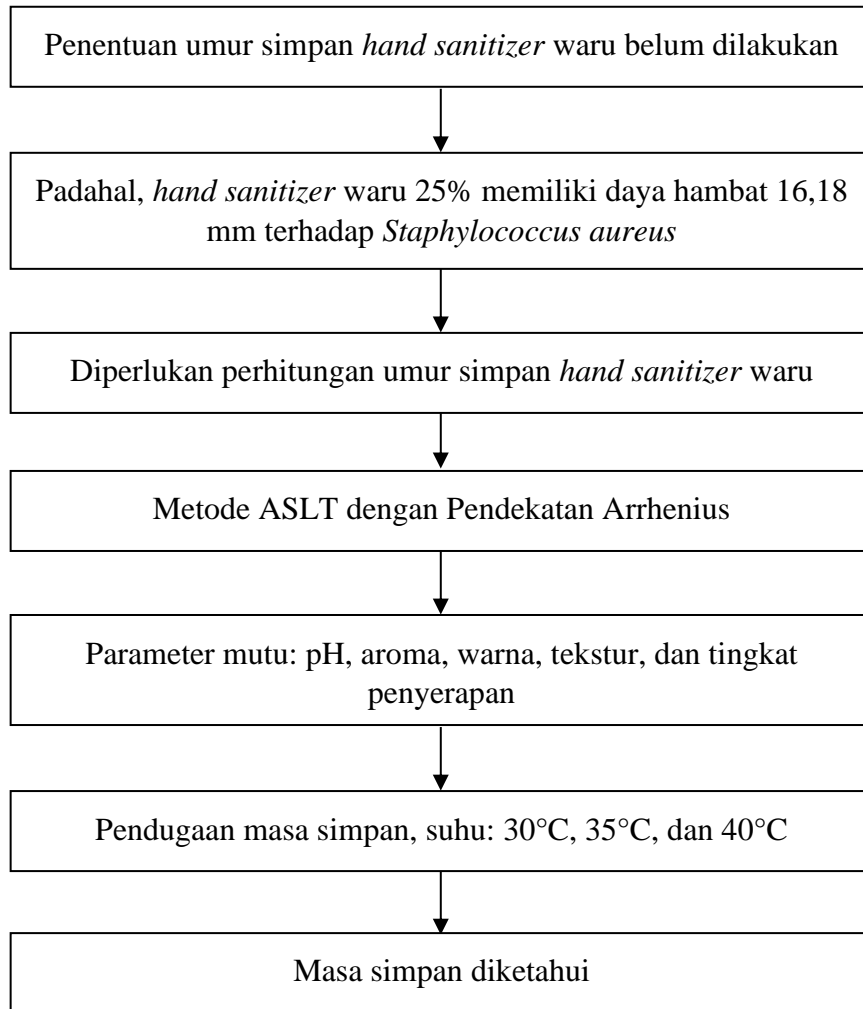 Penentuan umur simpan hand sanitizer waru belum dilakukan
Padahal, hand sanitizer waru 25% memiliki daya hambat 16,18
mm terhadap Staphylococcus aureus
Diperlukan perhitungan umur simpan hand sanitizer waru
Metode ASLT dengan Pendekatan Arrhenius
Parameter mutu: pH, aroma, warna, tekstur, dan tingkat
penyerapan
Pendugaan masa simpan, suhu: 30°C, 35°C, dan 40°C
Masa simpan diketahui